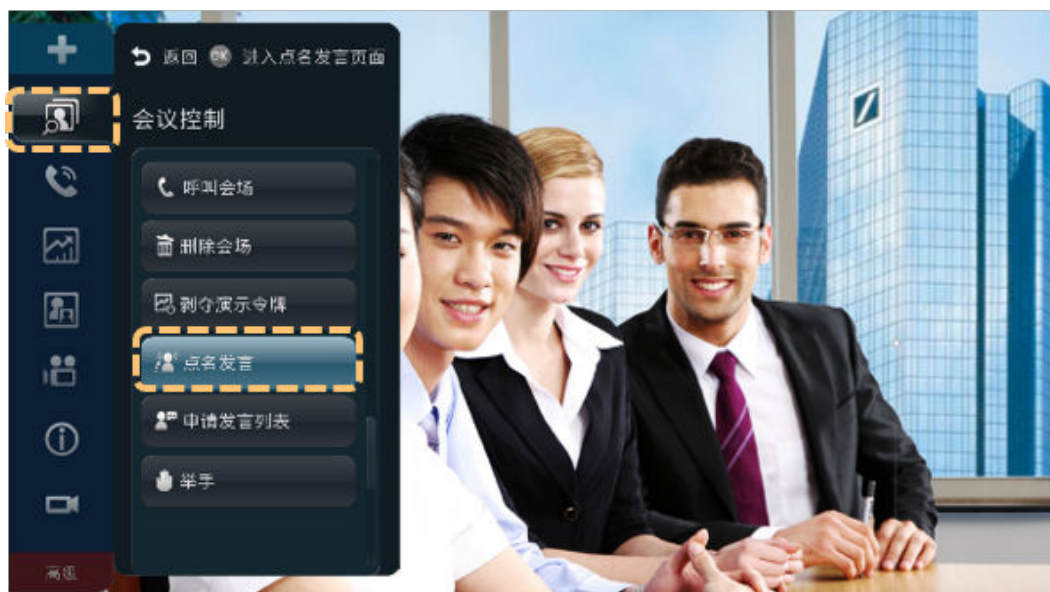 返回 OK 进入点名发言页面
会议控制
呼叫会场
删除会场
剥夺演示令牌
点名发言
申请发言列表
举手
高级